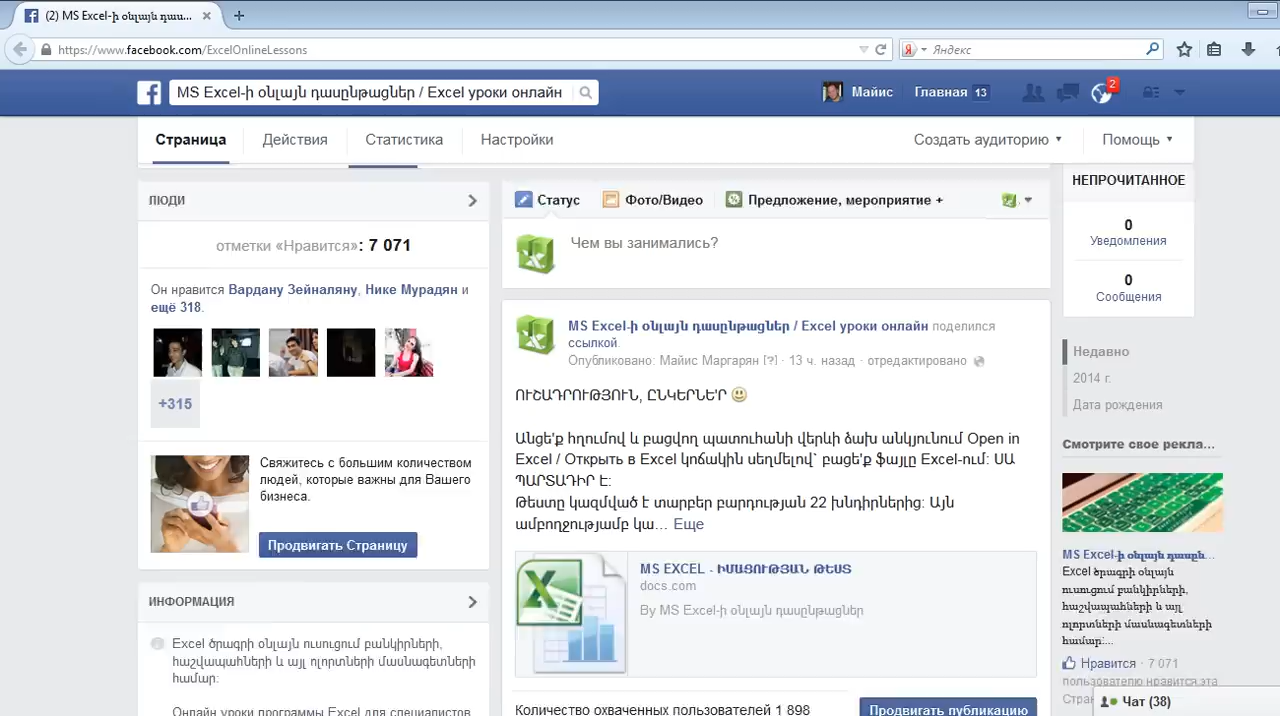 (2) MS Excel-ի օնլայն դաս...
https://www.facebook.com/ExcelOnlineLessons
Яндекс
MS Excel-ի օնլայն դասընթացներ / Excel уроки онлайн
Майис
Главная 13
2
Страница
Действия
Статистика
Настройки
Создать аудиторию
Помощь
ЛЮДИ
отметки «Нравится»: 7 071
Он нравится Вардану Зейналяну, Нике Мурадян и
ещё 318.
+315
Свяжитесь с большим количеством
людей, которые важны для Вашего
бизнеса.
Продвигать Страницу
ИНФОРМАЦИЯ
Excel ծրագրի օնլայն ուսուցում բանկիրների,
հաշվապահների և այլ ոլորտների մասնագետների
համար:
Онлайн уроки программы Excel для специалистов
Статус
Фото/Видео
Предложение, мероприятие +
Чем вы занимались?
MS Excel-ի օնլայն դասընթացներ / Excel уроки онлайн поделился
ссылкой.
Опубликовано: Майис Маргарян [?] · 13 ч. назад · отредактировано
ՈՒՇԱԴՐՈՒԹՅՈՒՆ, ԸՆԿԵՐՆԵ'Ր
Անցե'ք հղումով և բացվող պատուհանի վերևի ձախ անկյունում Open in
Excel / Открыть в Excel կոճակին սեղմելով՝ բացե'ք ֆայլը Excel-ում: ՍԱ
ՊԱՐՏԱԴԻՐ Է:
Թեստը կազմված է տարբեր բարդության 22 խնդիրներից: Այն
ամբողջությամբ կա... Еще
MS EXCEL - ԻՄԱՑՈՒԹՅԱՆ ԹԵՍՏ
docs.com
By MS Excel-ի օնլայն դասընթացներ
Количество охваченных пользователей 1 898
Продвигать публикацию
НЕПРОЧИТАННОЕ
0
Уведомления
0
Сообщения
Недавно
2014 г.
Дата рождения
Смотрите свое рекла...
MS Excel-ի օնլայն դասըն...
Excel ծրագրի օնլայն
ուսուցում բանկիրների,
հաշվապահների և այլ
ոլորտների մասնագետների
համար:...
Нравится · 7 071
пользователю нравится эта
Стран
Чат (38)